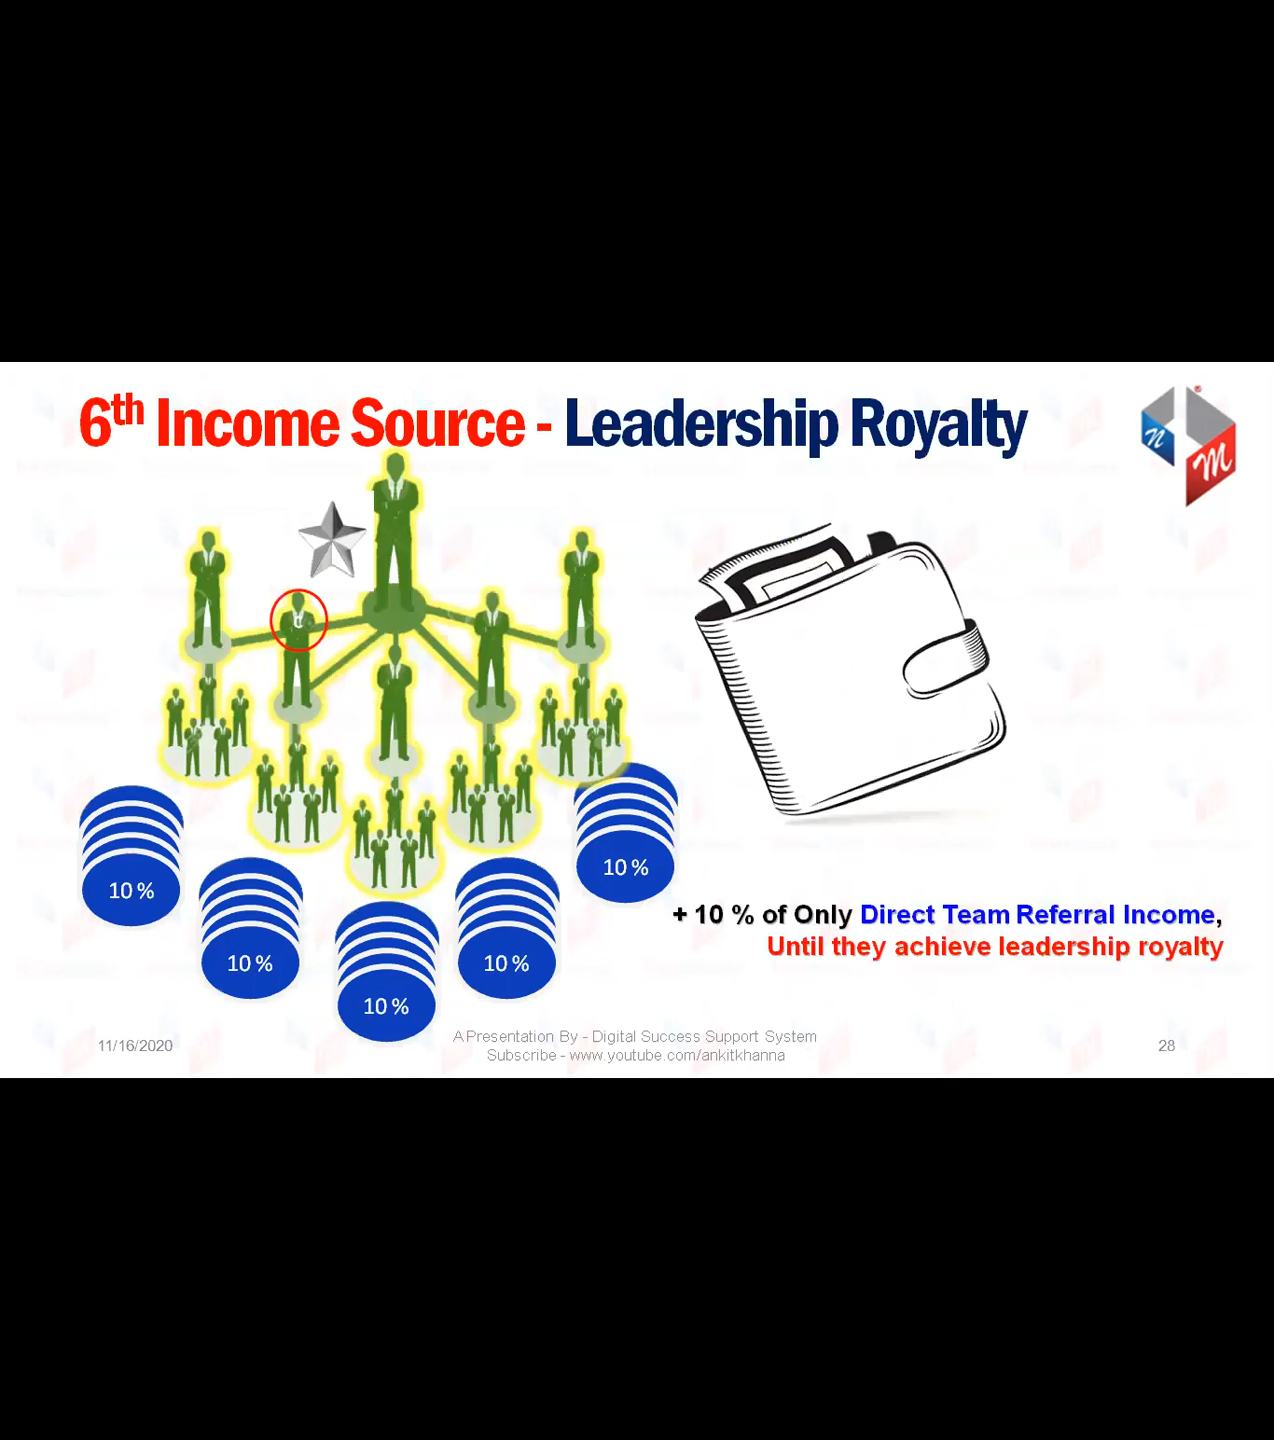 6th Income Source - Leadership Royalty
n
m
10 %
10 %
10 %
10 %
10 %
+ 10 % of Only Direct Team Referral Income,
Until they achieve leadership royalty
11/16/2020
A Presentation By - Digital Success Support System
Subscribe - www.youtube.com/ankitkhanna
28